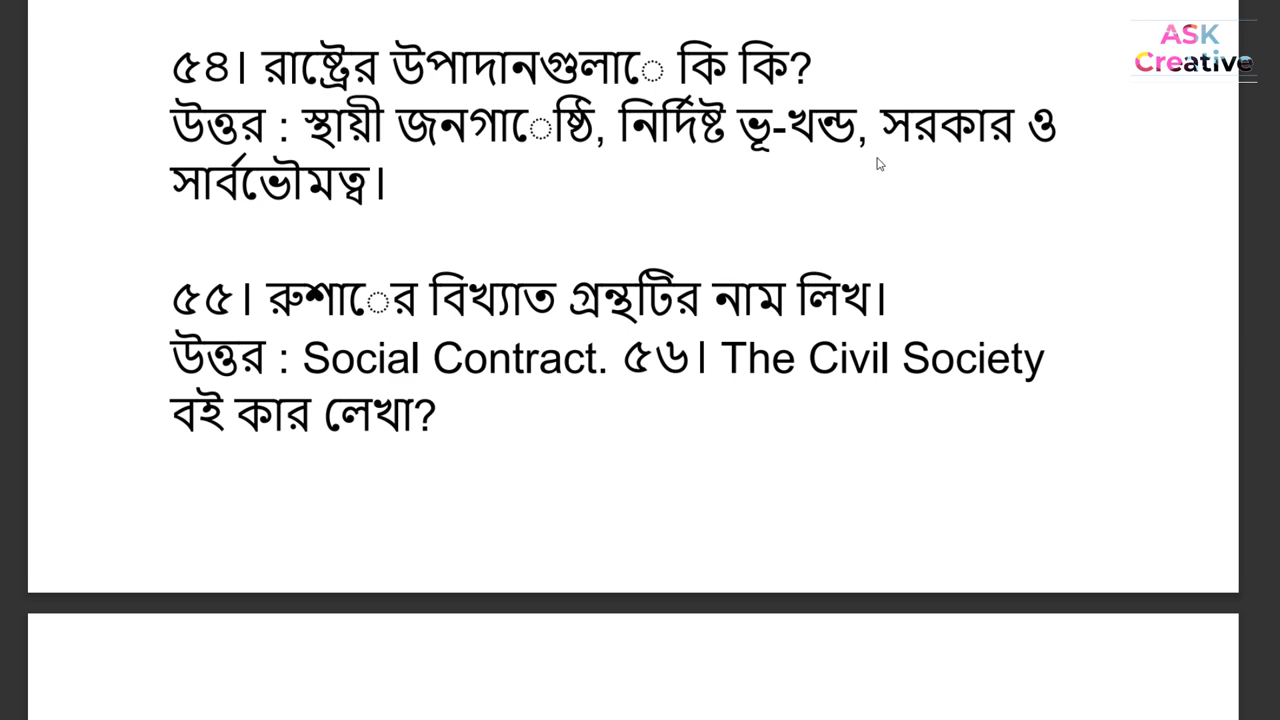 ASK
Creative
৫৪। রাষ্ট্রের উপাদানগুলাে কি কি?
উত্তর : স্থায়ী জনগাোষ্ঠি, নির্দিষ্ট ভূ-খন্ড, সরকার ও
সার্বভৌমত্ব।
৫৫। রুশাের বিখ্যাত গ্রন্থটির নাম লিখ।
উত্তর : Social Contract. ৫৬। The Civil Society
বই কার লেখা?